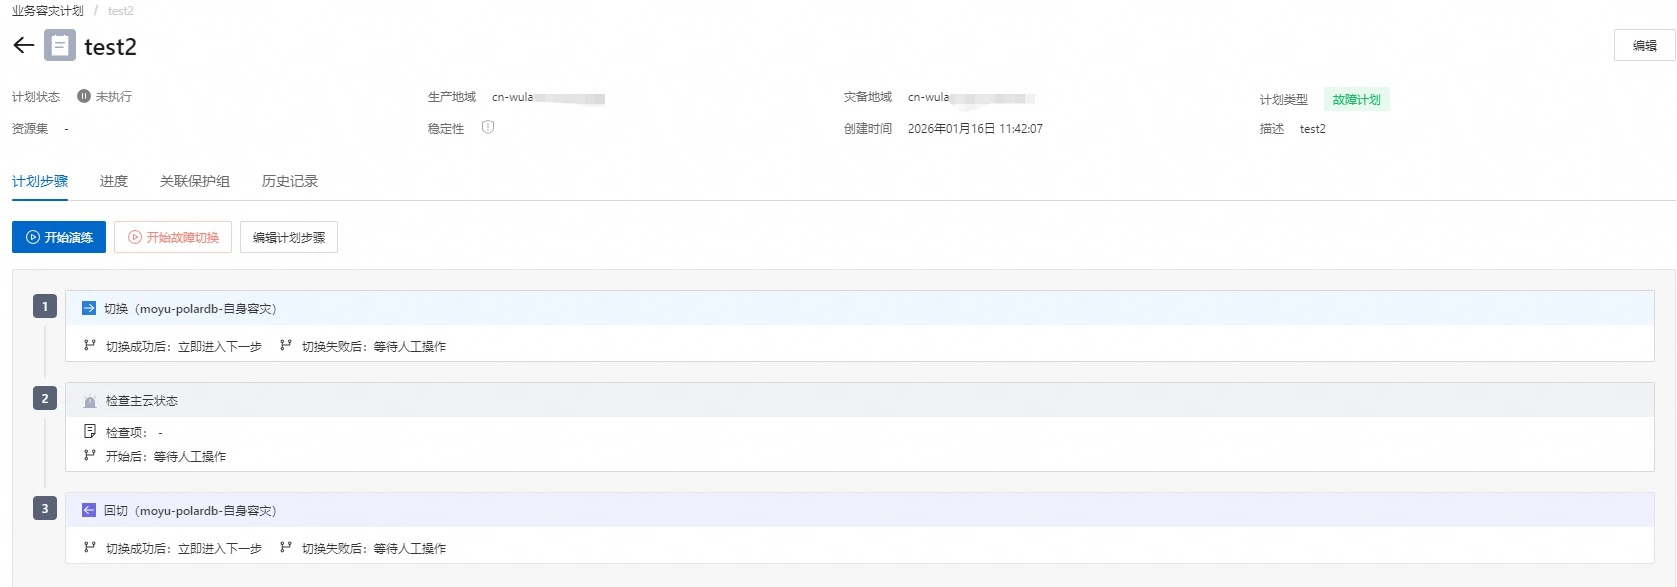 业务容灾计划 / test2
test2
编辑
计划状态 未执行 生产地域 cn-wula 灾备地域 cn-wula 计划类型 故障计划
资源集 - 稳定性 创建时间 2026年01月16日 11:42:07 描述 test2
计划步骤 进度 关联保护组 历史记录
开始演练 开始故障切换 编辑计划步骤
1 切换（moyu-polardb-自身容灾）
切换成功后：立即进入下一步 切换失败后：等待人工操作
2 检查主云状态
检查项： -
开始后：等待人工操作
3 回切（moyu-polardb-自身容灾）
切换成功后：立即进入下一步 切换失败后：等待人工操作